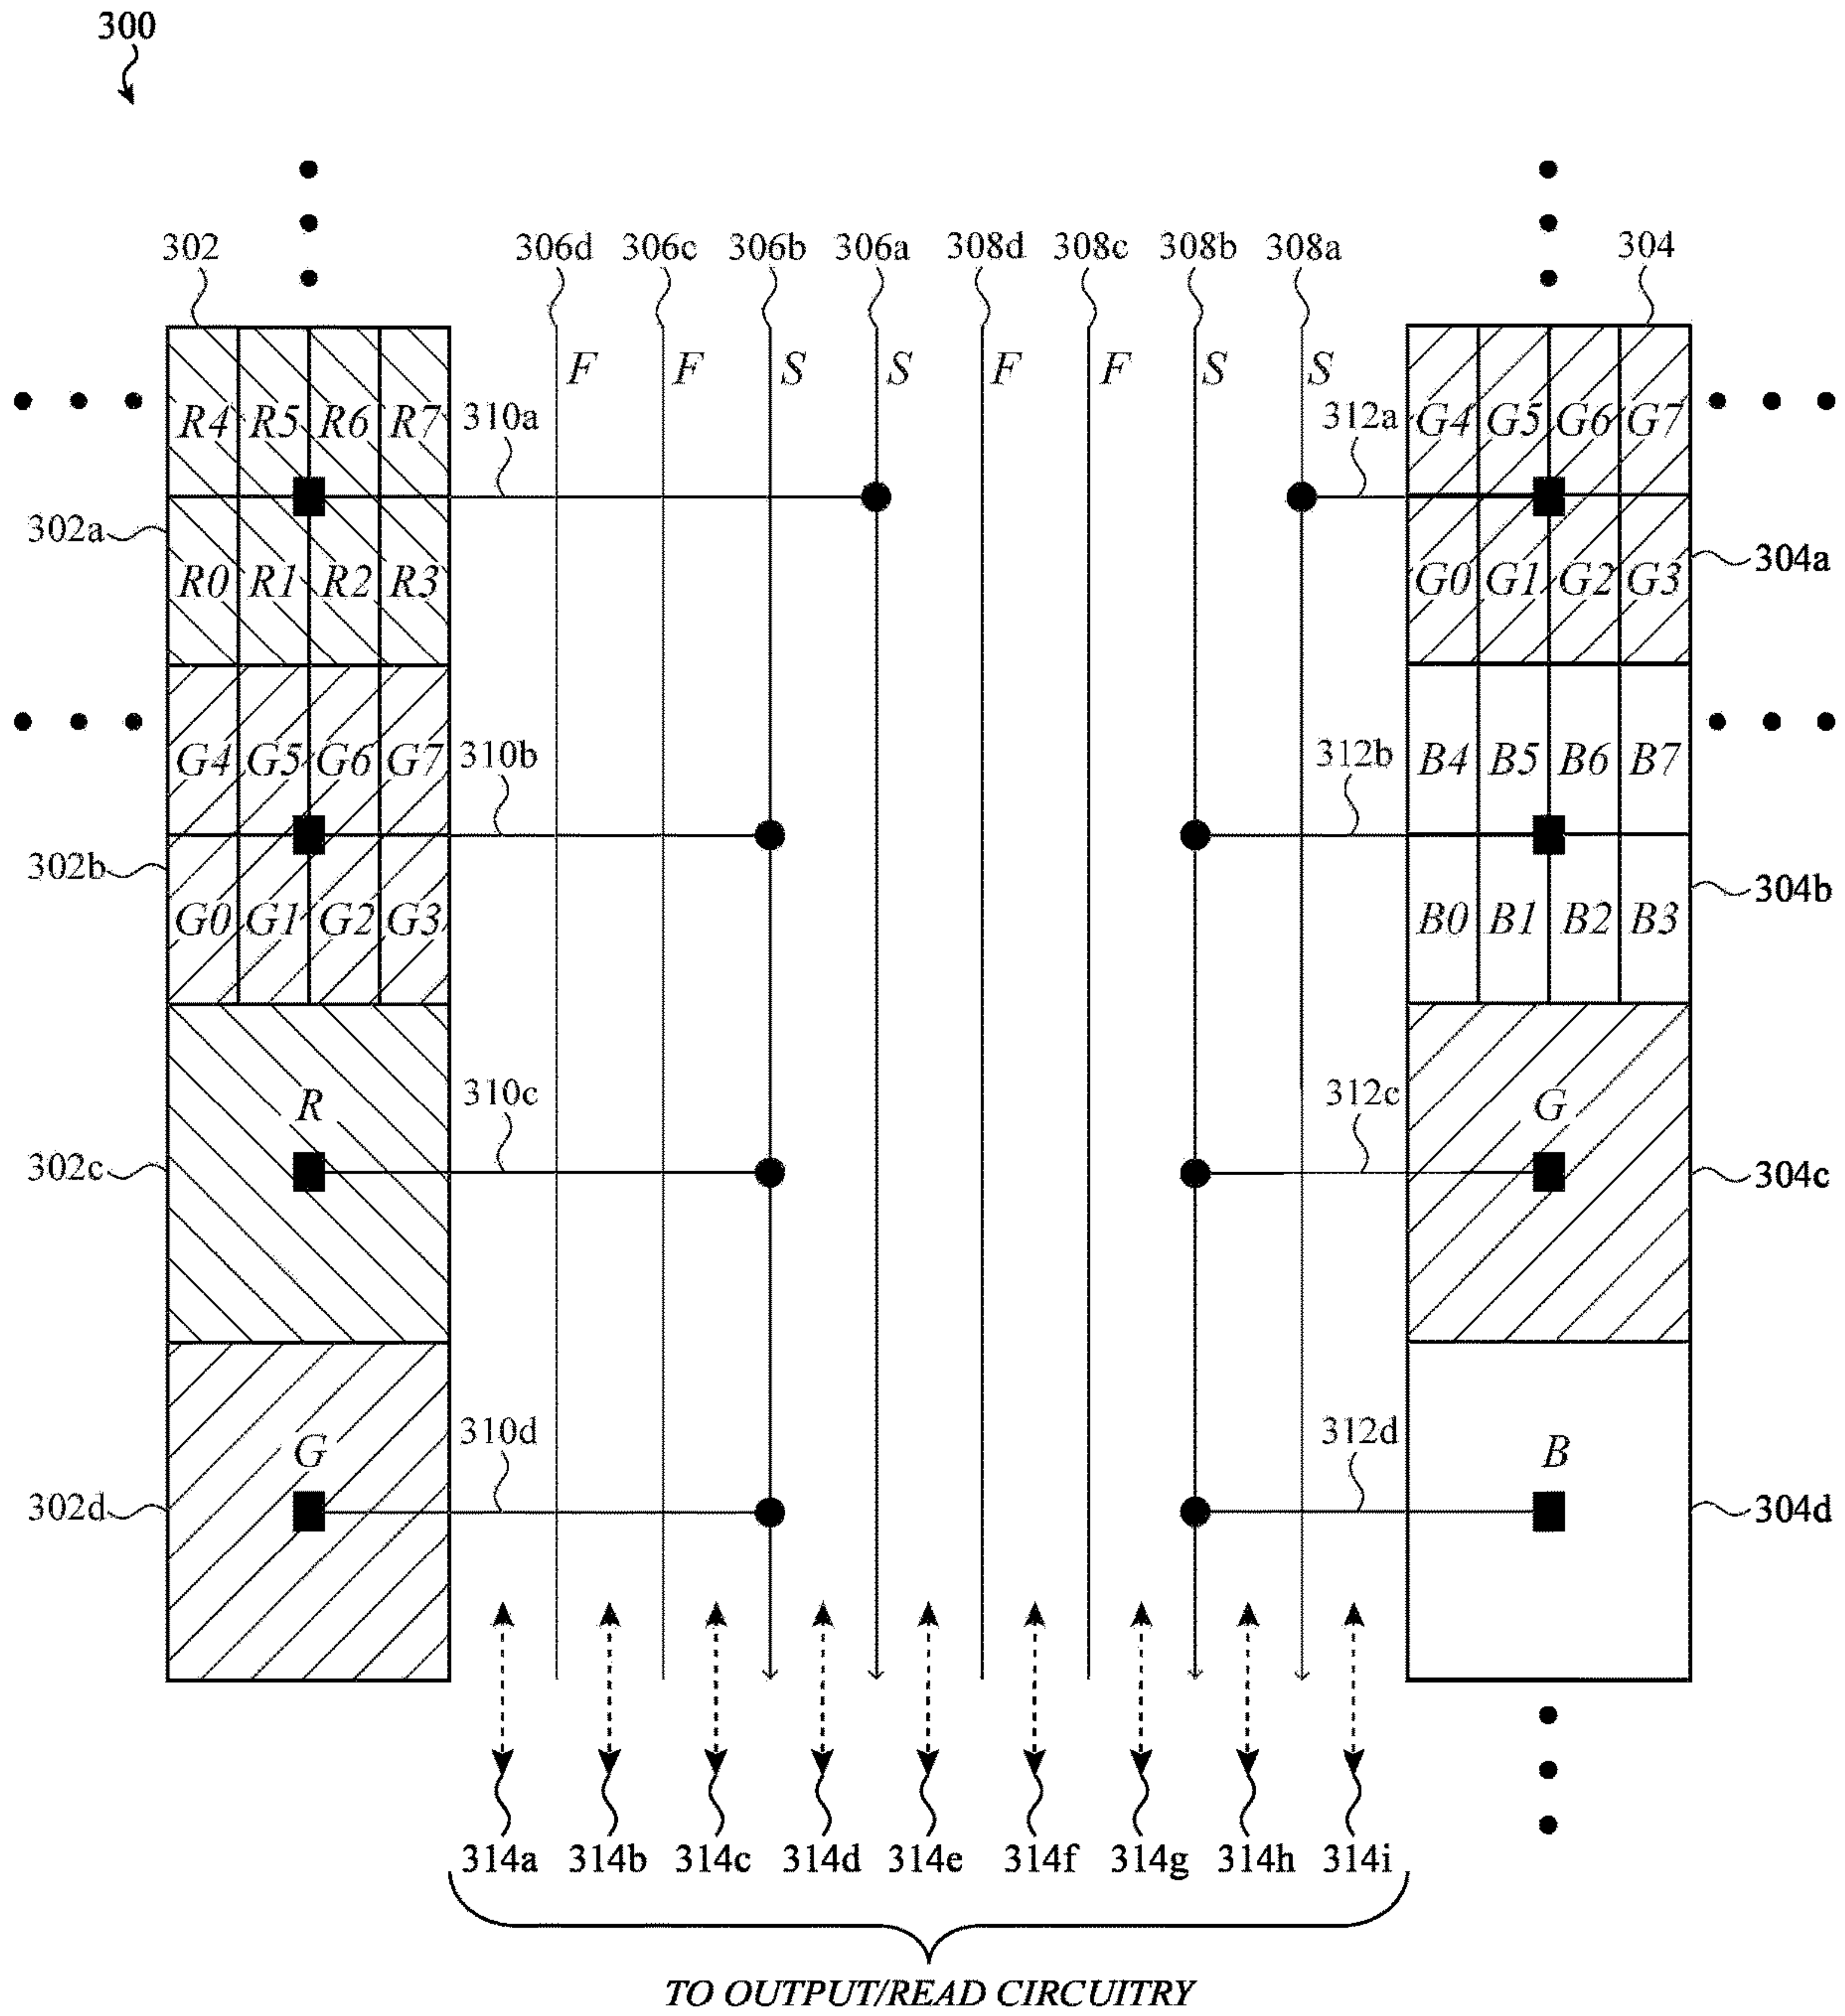 300
302 306d 306c 306b 306a 308d 308c 308b 308a 304
F F S S F F S S
R4 R5 R6 R7 310a 312a G4 G5 G6 G7
302a R0 R1 R2 R3 G0 G1 G2 G3 304a
G4 G5 G6 G7 310b 312b B4 B5 B6 B7
302b G0 G1 G2 G3 B0 B1 B2 B3 304b
R 310c 312c G
302c 304c
G 310d 312d B
302d 304d
314a 314b 314c 314d 314e 314f 314g 314h 314i
TO OUTPUT/READ CIRCUITRY